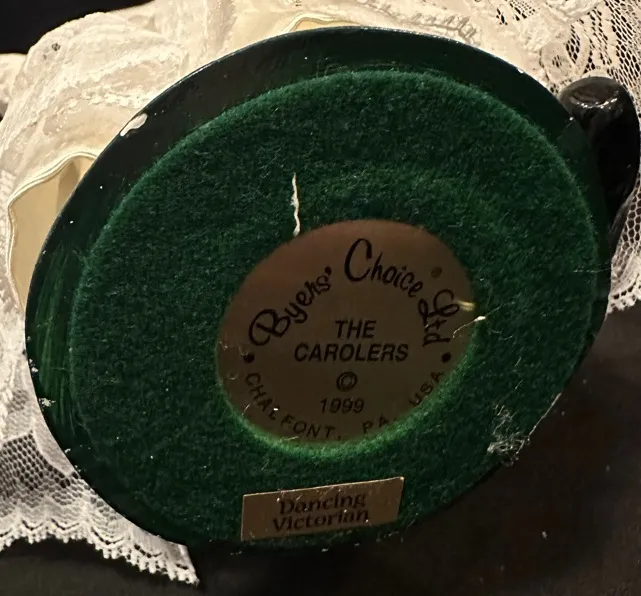 Byers' Choice Ltd
THE
CAROLERS
©
1999
CHALFONT, PA. USA
Dancing
Victorian